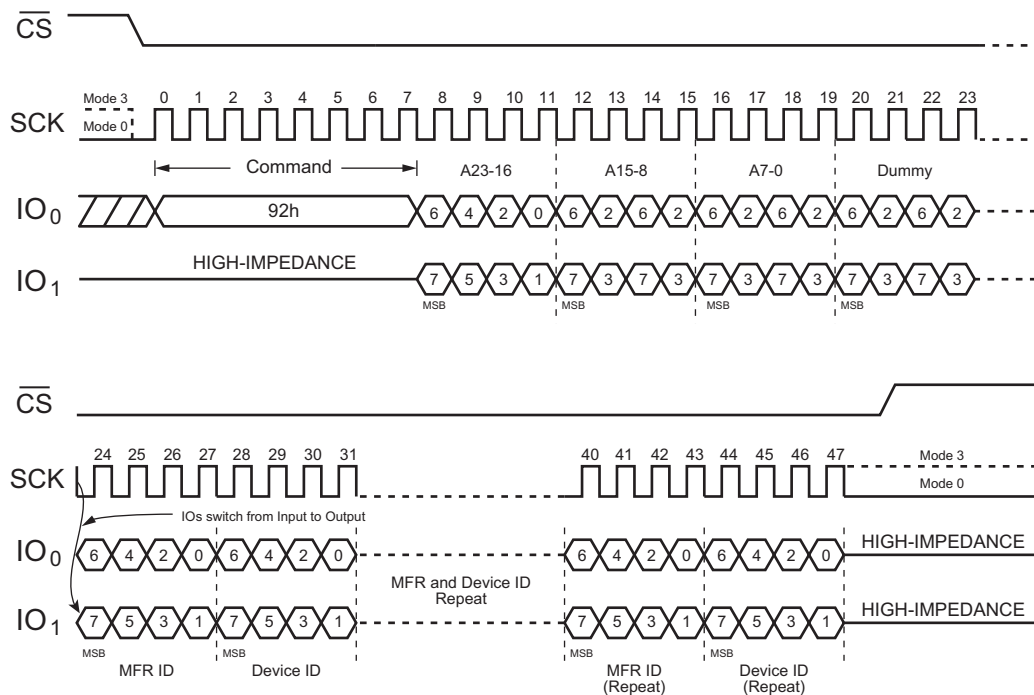 CS
Mode 3
0 1 2 3 4 5 6 7 8 9 10 11 12 13 14 15 16 17 18 19 20 21 22 23
SCK
Mode 0
Command A23-16 A15-8 A7-0 Dummy
IO0 92h 6 4 2 0 6 2 6 2 6 2 6 2 6 2 6 2
HIGH-IMPEDANCE
IO1 7 5 3 1 7 3 7 3 7 3 7 3 7 3 7 3
MSB MSB MSB MSB
CS
24 25 26 27 28 29 30 31 40 41 42 43 44 45 46 47
Mode 3
SCK
Mode 0
IOs switch from Input to Output
IO0 6 4 2 0 6 4 2 0 6 4 2 0 6 4 2 0 HIGH-IMPEDANCE
MFR and Device ID
Repeat
IO1 7 5 3 1 7 5 3 1 7 5 3 1 7 5 3 1 HIGH-IMPEDANCE
MSB MSB MSB MSB
MFR ID Device ID MFR ID Device ID
(Repeat) (Repeat)